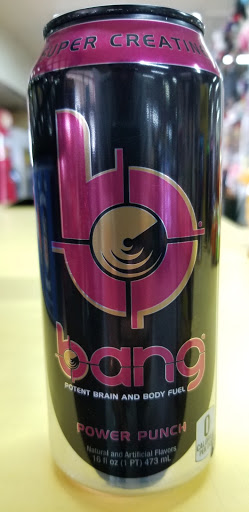 SUPER CREATIN
bang
POTENT BRAIN AND BODY FUEL
POWER PUNCH
Natural and Artificial Flavors
16 fl oz (1 PT) 473 mL
0